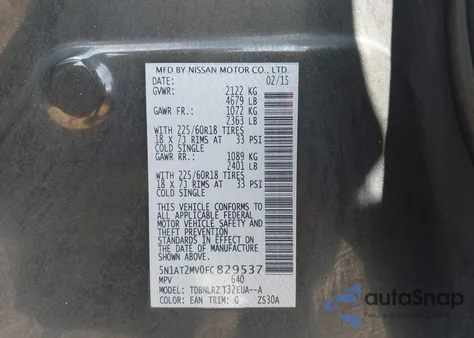 MFD BY NISSAN MOTOR CO., LTD.
DATE: 02/15
GVWR: 2122 KG
4679 LB
GAWR FR.: 1072 KG
2363 LB
WITH 225/60R18 TIRES
18 X 7J RIMS AT 33 PSI
COLD SINGLE
GAWR RR.: 1089 KG
2401 LB
WITH 225/60R18 TIRES
18 X 7J RIMS AT 33 PSI
COLD SINGLE
THIS VEHICLE CONFORMS TO
ALL APPLICABLE FEDERAL
MOTOR VEHICLE SAFETY AND
THEFT PREVENTION
STANDARDS IN EFFECT ON
THE DATE OF MANUFACTURE
SHOWN ABOVE.
5N1AT2MV0FC829537
MPV 640
MODEL: TDBNLRZ T32EUA--A
COLOR: EAN TRIM: G ZS30A
autoSnap